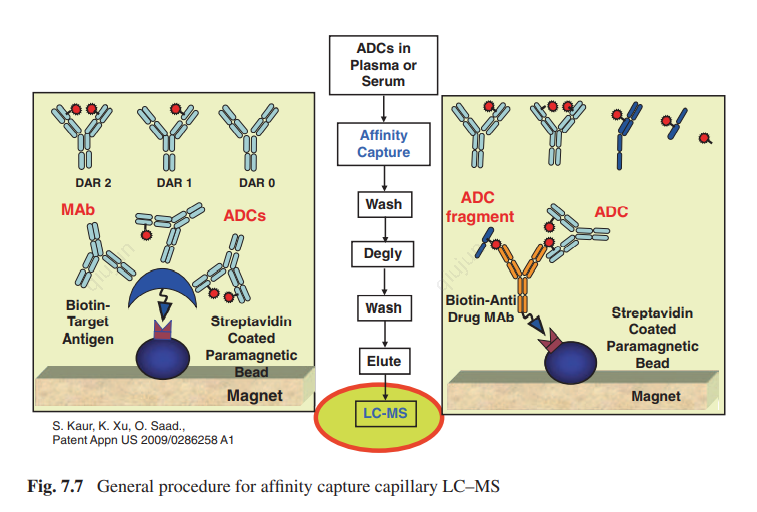 ADCs in
Plasma or
Serum
Affinity
Capture
Wash
Degly
Wash
Elute
LC-MS
DAR 2
DAR 1
DAR 0
MAb
ADCs
Biotin-
Target
Antigen
Streptavidin
Coated
Paramagnetic
Bead
Magnet
qiujun
S. Kaur, K. Xu, O. Saad.,
Patent Appn US 2009/0286258 A1
ADC
fragment
ADC
Biotin-Anti
Drug MAb
Streptavidin
Coated
Paramagnetic
Bead
Magnet
qiujun
Fig. 7.7 General procedure for affinity capture capillary LC–MS